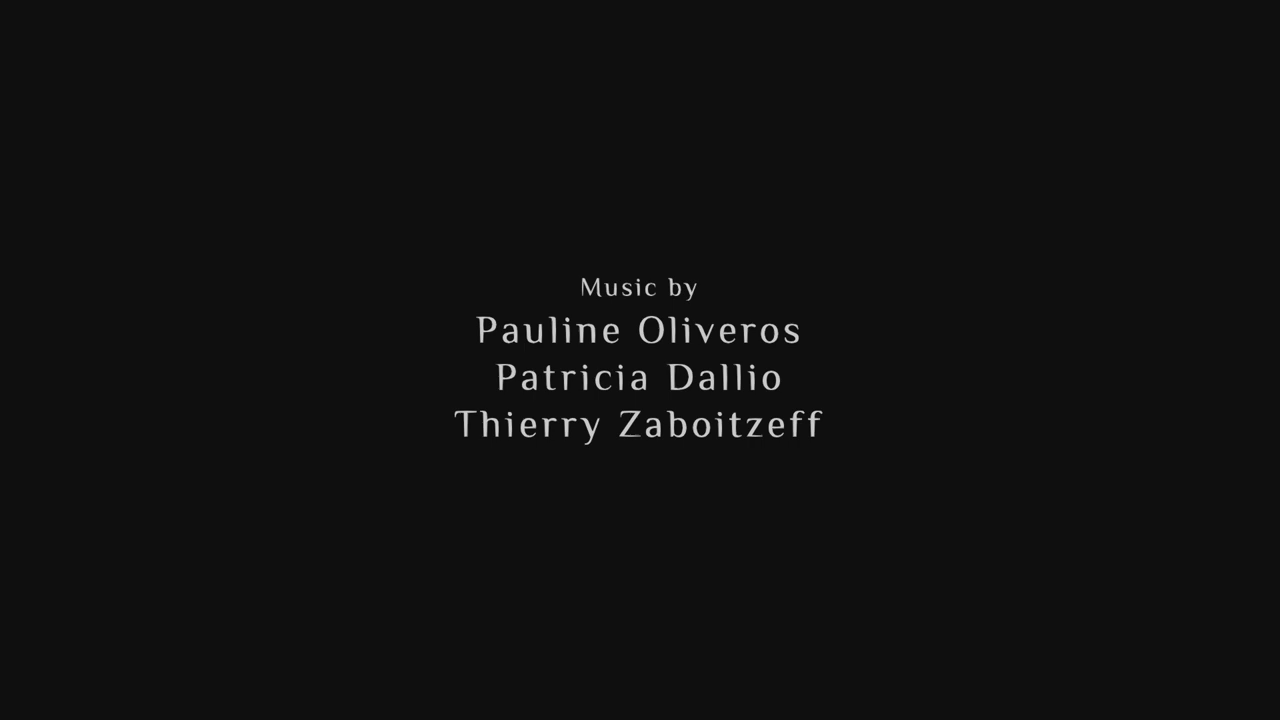 Music by
Pauline Oliveros
Patricia Dallio
Thierry Zaboitzeff